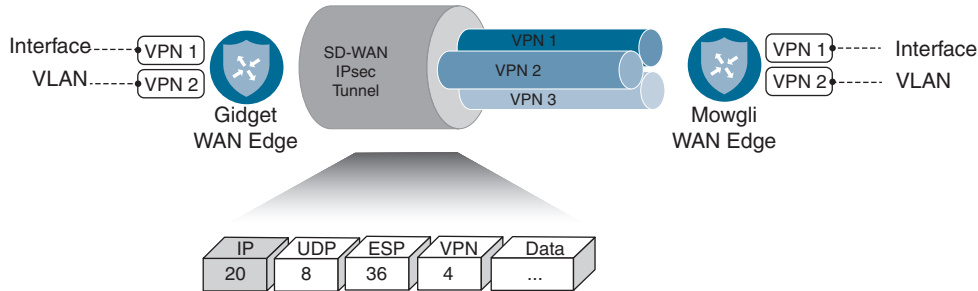 Interface
VPN 1
VLAN
VPN 2
Gidget
WAN Edge
SD-WAN
IPsec
Tunnel
VPN 1
VPN 2
VPN 3
Mowgli
WAN Edge
VPN 1
Interface
VPN 2
VLAN
IP UDP ESP VPN Data
20 8 36 4 ...